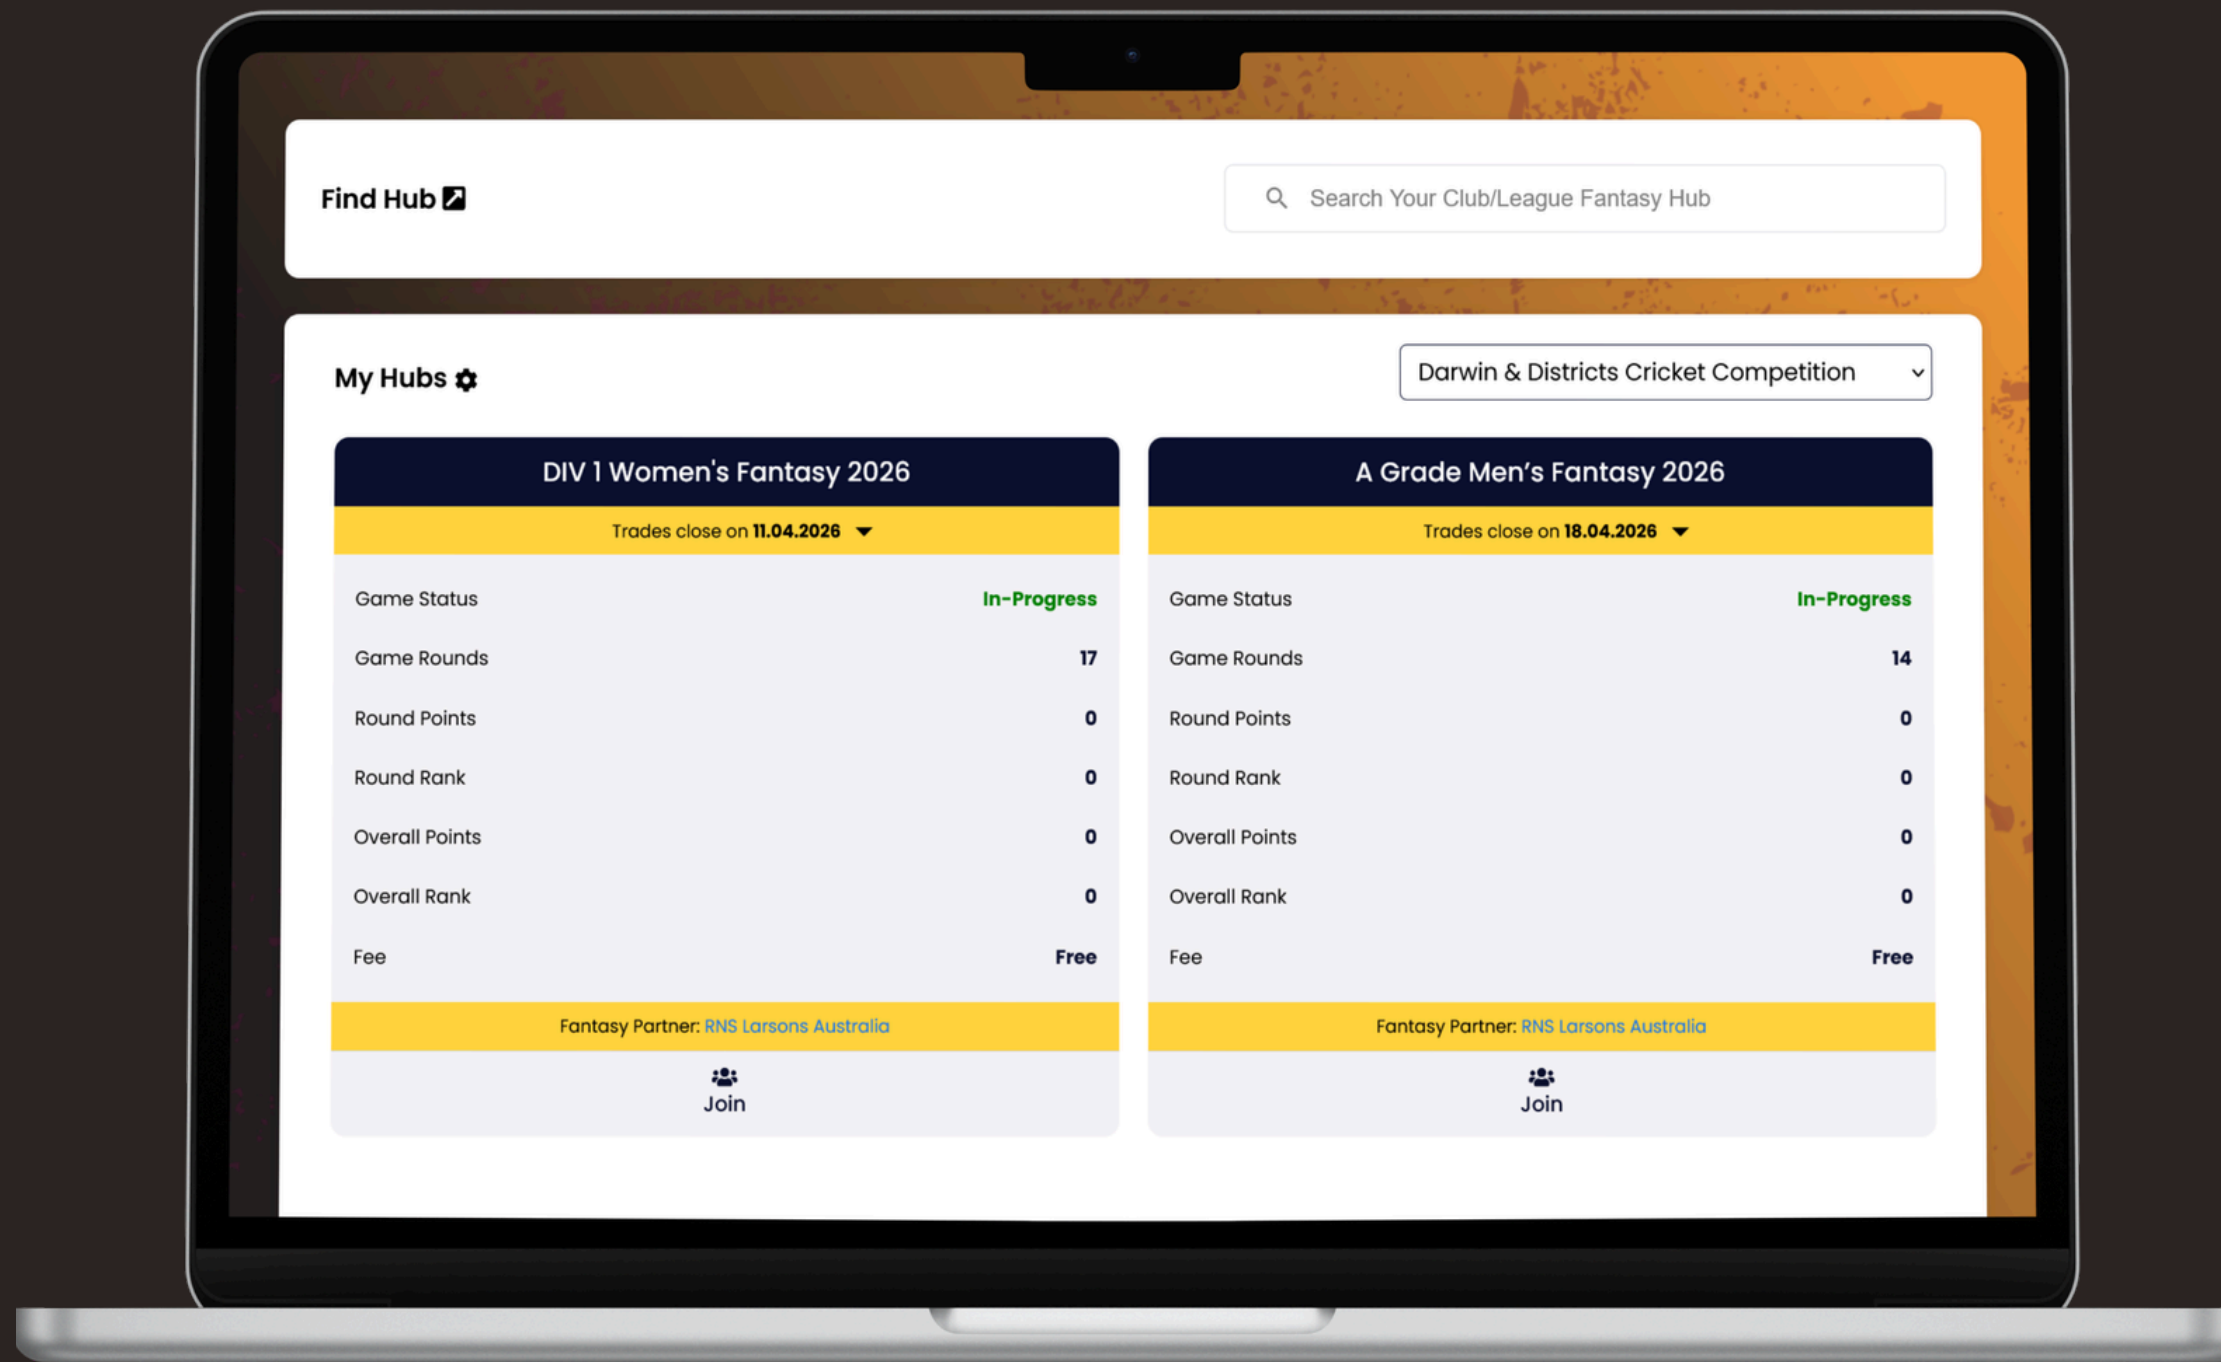 Find Hub
Search Your Club/League Fantasy Hub
My Hubs
Darwin & Districts Cricket Competition
DIV 1 Women's Fantasy 2026
Trades close on 11.04.2026
Game Status In-Progress
Game Rounds 17
Round Points 0
Round Rank 0
Overall Points 0
Overall Rank 0
Fee Free
Fantasy Partner: RNS Larsons Australia
Join
A Grade Men’s Fantasy 2026
Trades close on 18.04.2026
Game Status In-Progress
Game Rounds 14
Round Points 0
Round Rank 0
Overall Points 0
Overall Rank 0
Fee Free
Fantasy Partner: RNS Larsons Australia
Join